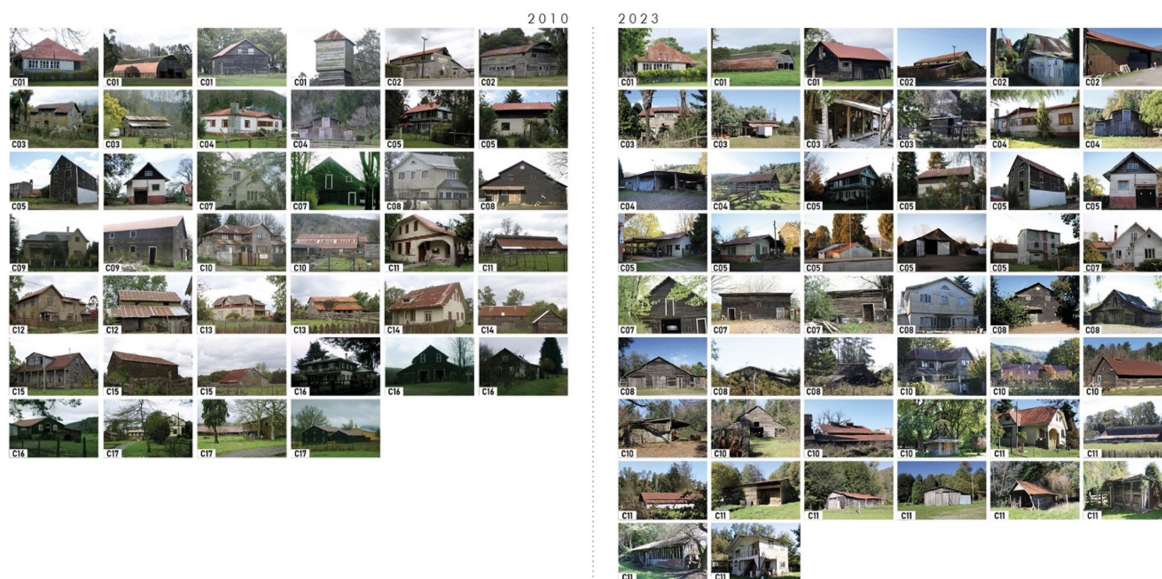 2010
C01 C01 C01 C01 C02 C02
C03 C03 C04 C04 C05 C05
C05 C05 C07 C07 C08 C08
C09 C09 C10 C10 C11 C11
C12 C12 C13 C13 C14 C14
C15 C15 C15 C16 C16 C16
C16 C17 C17 C17
2023
C01 C01 C01 C02 C02 C02
C03 C03 C03 C03 C04 C04
C04 C04 C05 C05 C05 C05
C05 C05 C05 C05 C05 C07
C07 C07 C07 C08 C08 C08
C08 C08 C08 C10 C10 C10
C10 C10 C10 C10 C11 C11
C11 C11 C11 C11 C11 C11
C11 C11